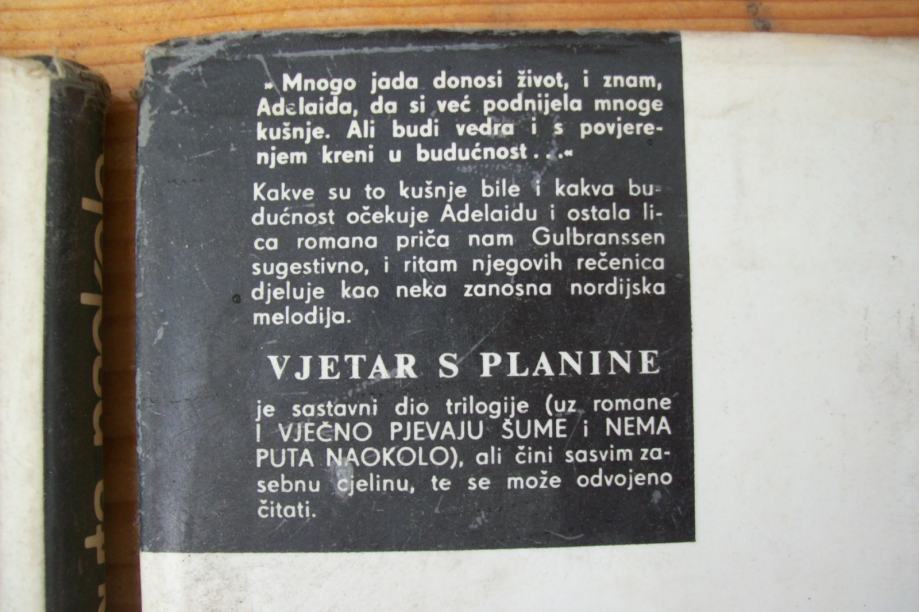 » Mnogo jada donosi život, i znam,
Adelaida, da si već podnijela mnoge
kušnje. Ali budi vedra i s povjere-
njem kreni u budućnost...«
Kakve su to kušnje bile i kakva bu-
dućnost očekuje Adelaidu i ostala li-
ca romana priča nam Gulbranssen
sugestivno, i ritam njegovih rečenica
djeluje kao neka zanosna nordijska
melodija.
VJETAR S PLANINE
je sastavni dio trilogije (uz romane
I VJEČNO PJEVAJU ŠUME i NEMA
PUTA NAOKOLO), ali čini sasvim za-
sebnu cjelinu, te se može odvojeno
čitati.